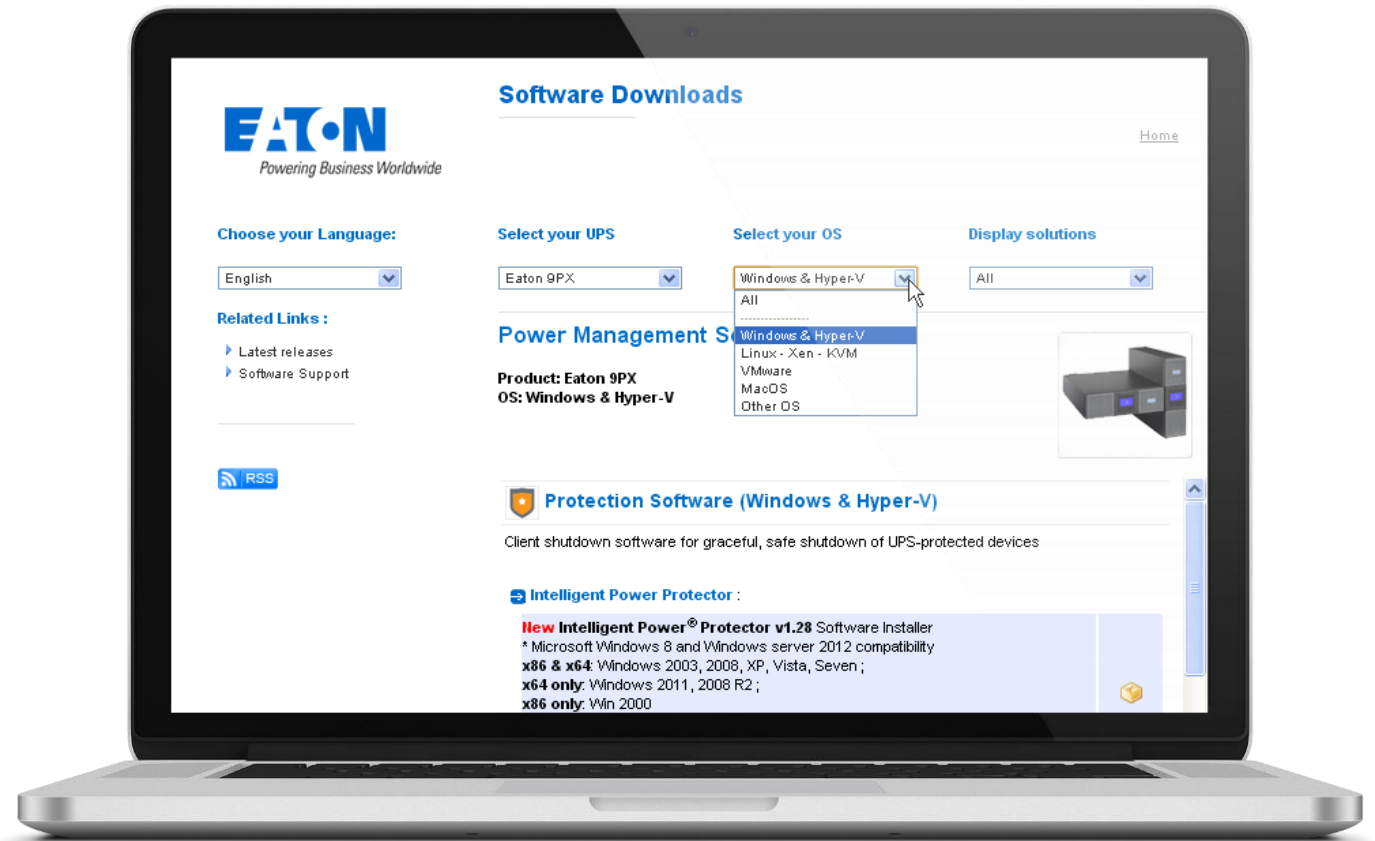 Software Downloads
EATON
Powering Business Worldwide
Home
Choose your Language:
Select your UPS
Select your OS
Display solutions
English
Eaton 9PX
Windows & Hyper-V
All
All
----------------
Windows & Hyper-V
Linux - Xen - KVM
VMware
MacOS
Other OS
Related Links :
Latest releases
Software Support
RSS
Power Management S
Product: Eaton 9PX
OS: Windows & Hyper-V
Protection Software (Windows & Hyper-V)
Client shutdown software for graceful, safe shutdown of UPS-protected devices
Intelligent Power Protector :
New Intelligent Power® Protector v1.28 Software Installer
* Microsoft Windows 8 and Windows server 2012 compatibility
x86 & x64: Windows 2003, 2008, XP, Vista, Seven ;
x64 only: Windows 2011, 2008 R2 ;
x86 only: Win 2000